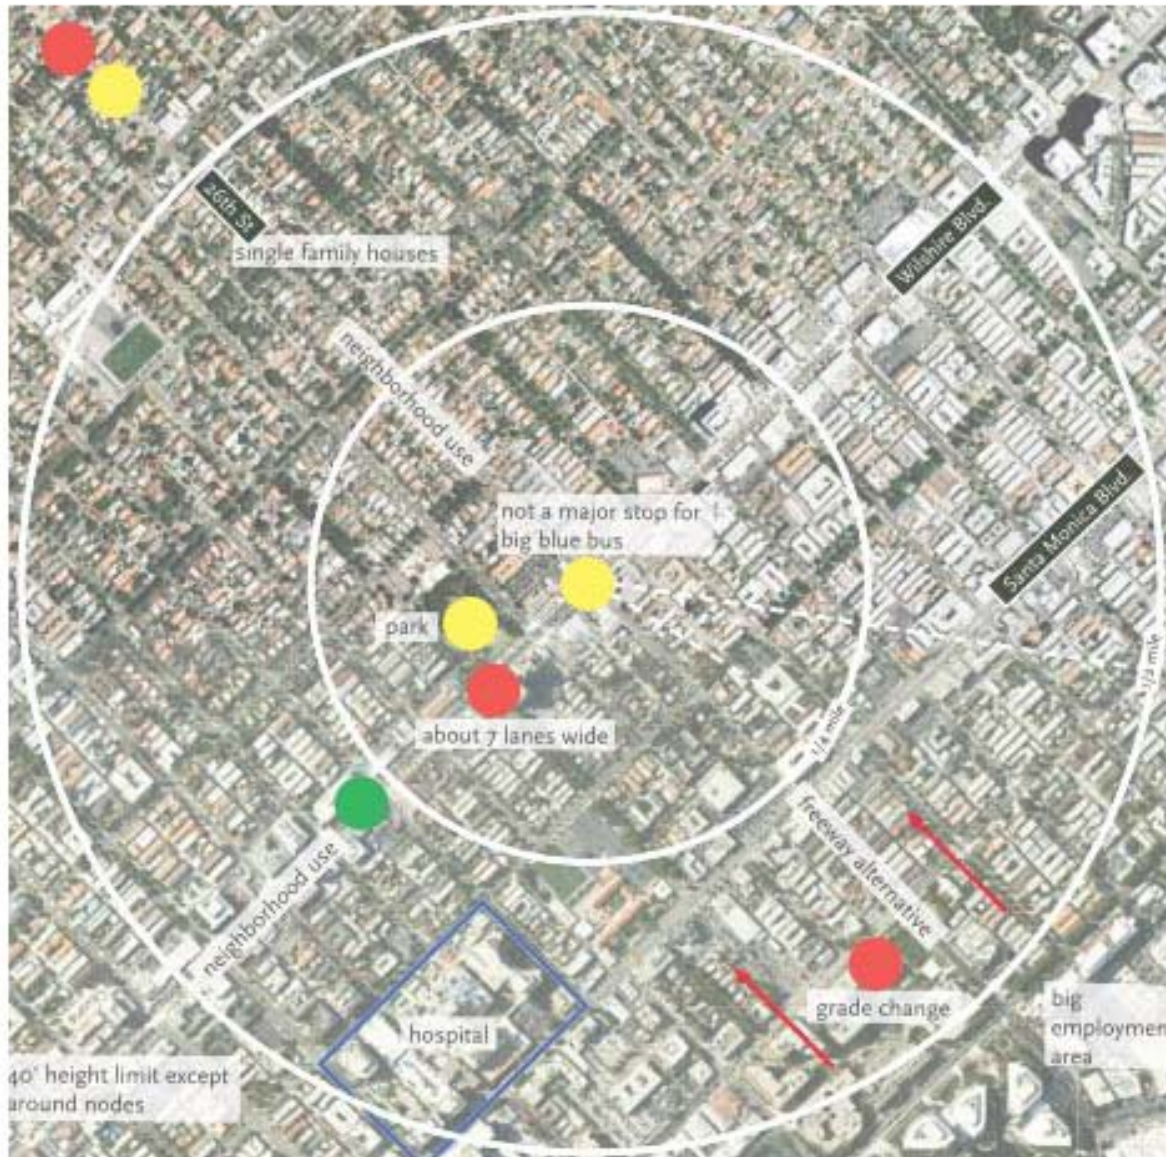 26th St
single family houses
Wilshire Blvd.
neighborhood use
not a major stop for
big blue bus
Santa Monica Blvd.
park
about 7 lanes wide
1/4 mile
1/2 mile
neighborhood use
freeway alternative
hospital
grade change
big
employmen
area
40' height limit except
around nodes